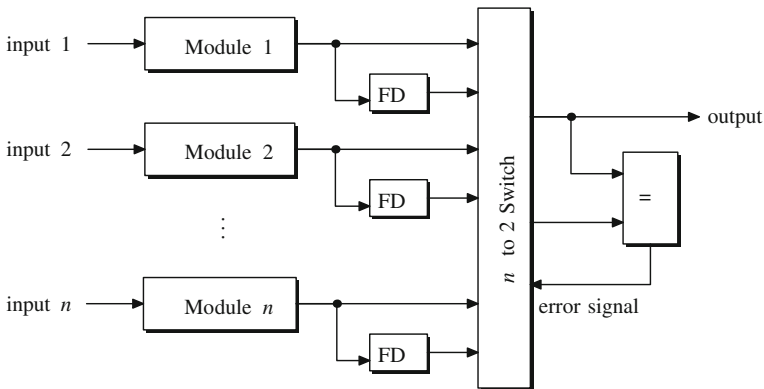 input 1
Module 1
FD
output
input 2
Module 2
FD
n to 2 Switch
=
⋮
input n
Module n
error signal
FD